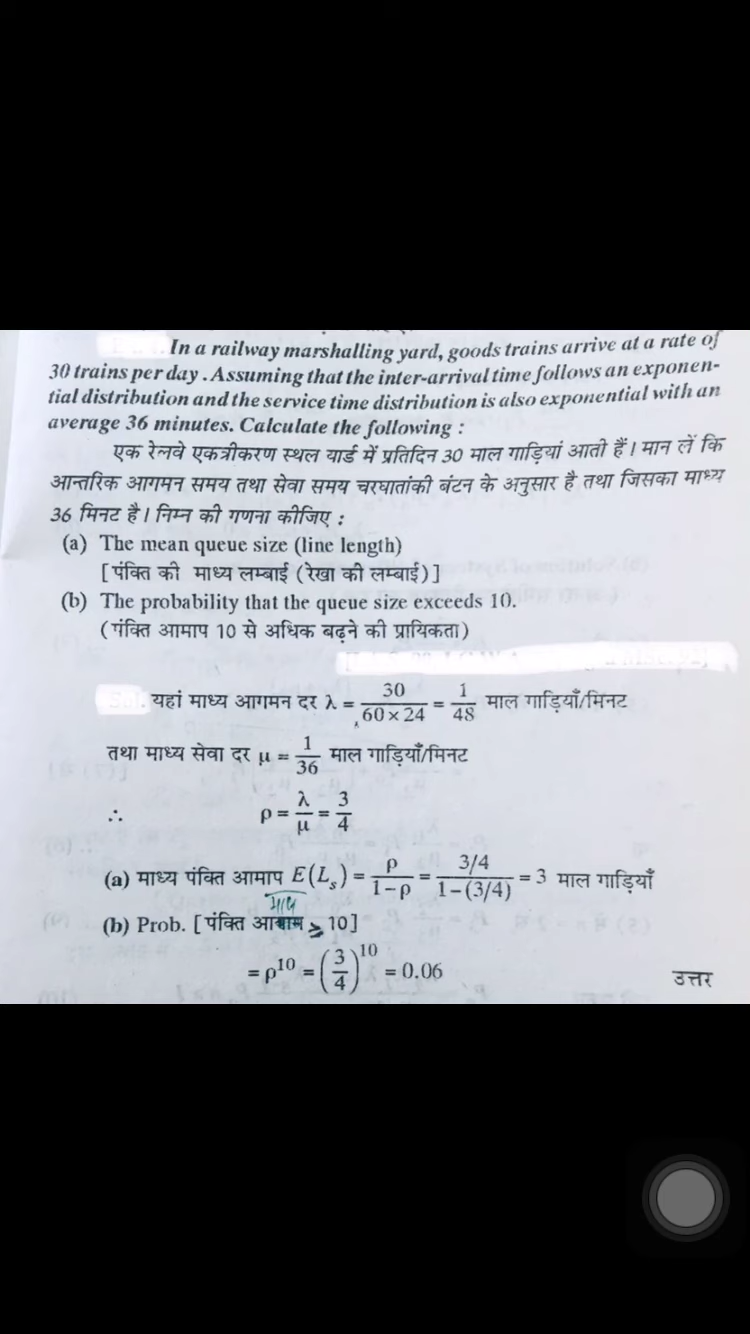 In a railway marshalling yard, goods trains arrive at a rate of
30 trains per day . Assuming that the inter-arrival time follows an exponen-
tial distribution and the service time distribution is also exponential with an
average 36 minutes. Calculate the following :
एक रेलवे एकत्रीकरण स्थल यार्ड में प्रतिदिन 30 माल गाड़ियां आती हैं। मान लें कि
आन्तरिक आगमन समय तथा सेवा समय चरघातांकी बंटन के अनुसार है तथा जिसका माध्य
36 मिनट है। निम्न की गणना कीजिए :
(a) The mean queue size (line length)
[पंक्ति की माध्य लम्बाई (रेखा की लम्बाई)]
(b) The probability that the queue size exceeds 10.
(पंक्ति आमाप 10 से अधिक बढ़ने की प्रायिकता)
यहां माध्य आगमन दर λ = 30/(60 × 24) = 1/48 माल गाड़ियाँ/मिनट
तथा माध्य सेवा दर μ = 1/36 माल गाड़ियाँ/मिनट
∴ ρ = λ/μ = 3/4
(a) माध्य पंक्ति आमाप E(Ls) = ρ/(1–ρ) = (3/4)/(1–(3/4)) = 3 माल गाड़ियाँ
माप
(b) Prob. [पंक्ति ≥ 10]
= ρ^10 = (3/4)^10 = 0.06 उत्तर